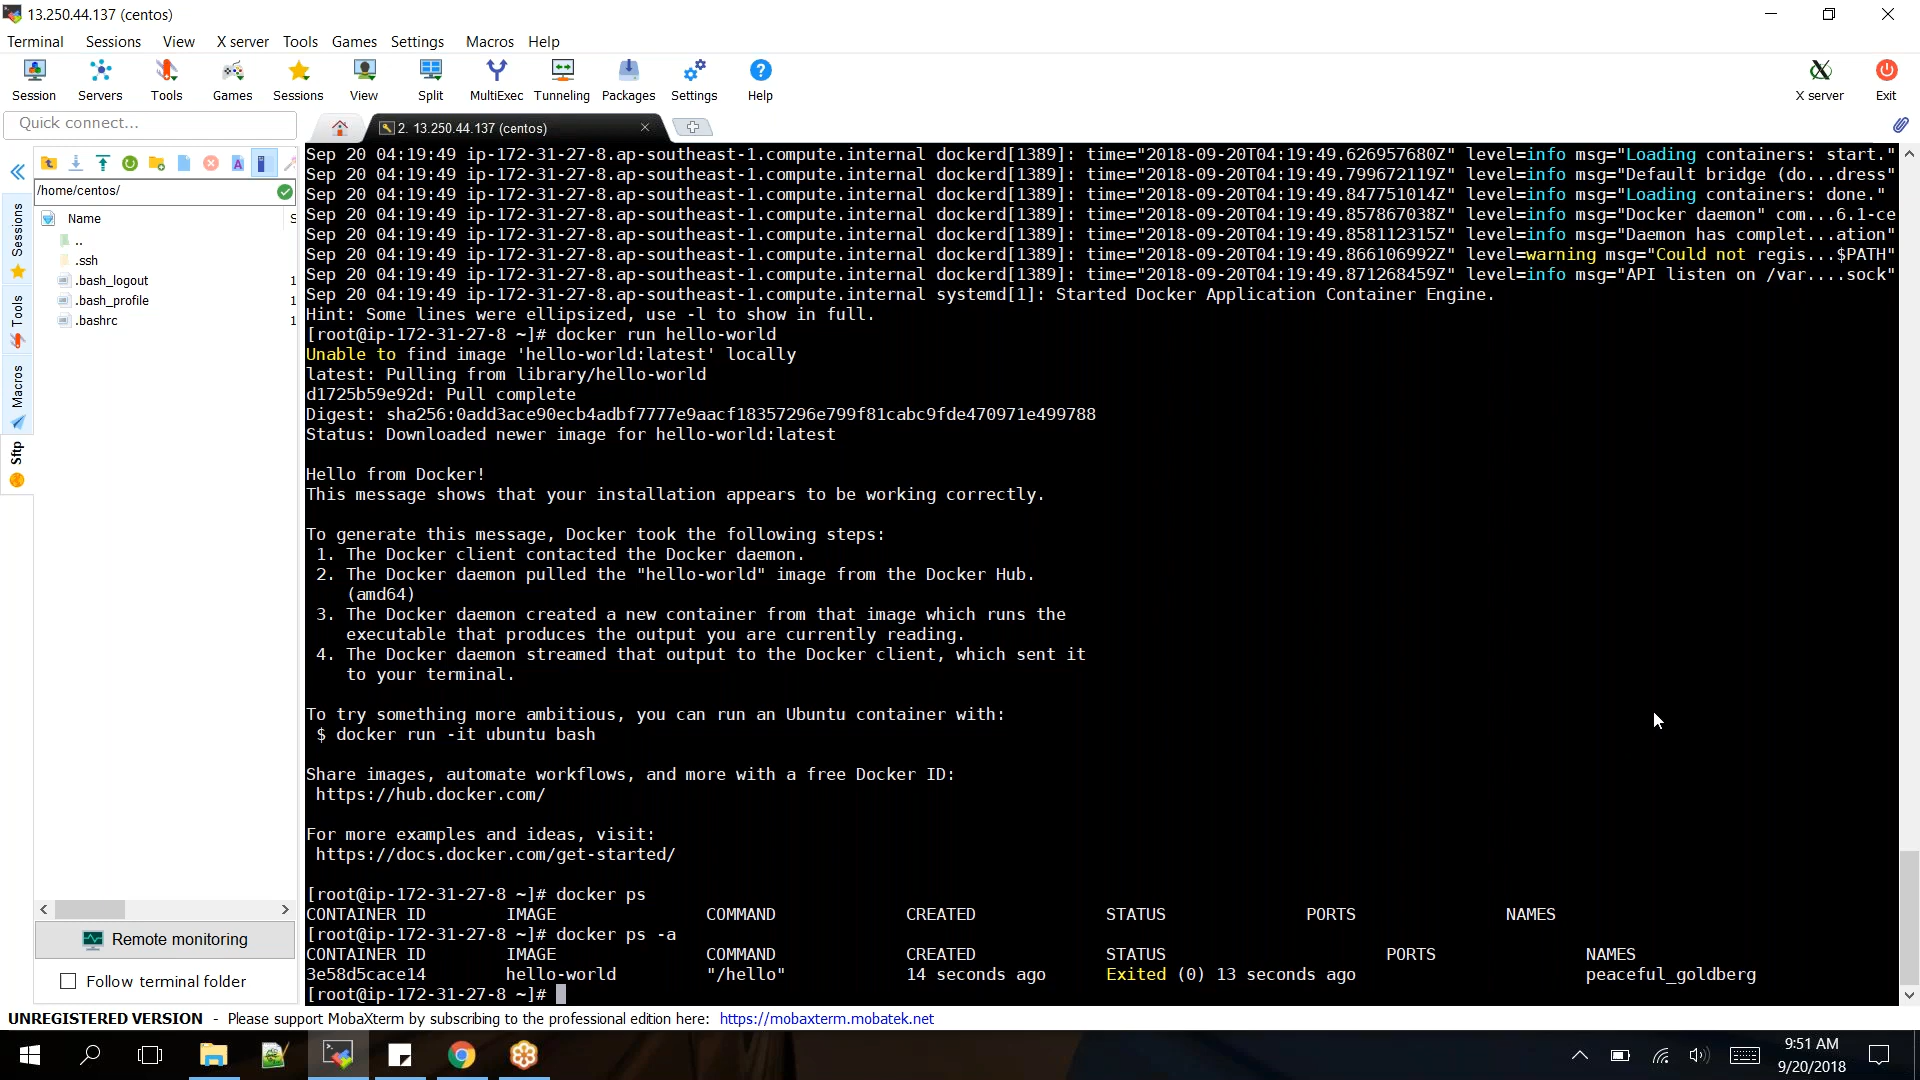 13.250.44.137 (centos)
Terminal Sessions View X server Tools Games Settings Macros Help
Session Servers Tools Games Sessions View Split MultiExec Tunneling Packages Settings Help X server Exit
Quick connect...
2. 13.250.44.137 (centos)
/home/centos/
Name S
..
.ssh
.bash_logout 1
.bash_profile 1
.bashrc 1
Sessions
Tools
Macros
Sftp
Sep 20 04:19:49 ip-172-31-27-8.ap-southeast-1.compute.internal dockerd[1389]: time="2018-09-20T04:19:49.626957680Z" level=info msg="Loading containers: start."
Sep 20 04:19:49 ip-172-31-27-8.ap-southeast-1.compute.internal dockerd[1389]: time="2018-09-20T04:19:49.799672119Z" level=info msg="Default bridge (do...dress"
Sep 20 04:19:49 ip-172-31-27-8.ap-southeast-1.compute.internal dockerd[1389]: time="2018-09-20T04:19:49.847751014Z" level=info msg="Loading containers: done."
Sep 20 04:19:49 ip-172-31-27-8.ap-southeast-1.compute.internal dockerd[1389]: time="2018-09-20T04:19:49.857867038Z" level=info msg="Docker daemon" com...6.1-ce
Sep 20 04:19:49 ip-172-31-27-8.ap-southeast-1.compute.internal dockerd[1389]: time="2018-09-20T04:19:49.858112315Z" level=info msg="Daemon has complet...ation"
Sep 20 04:19:49 ip-172-31-27-8.ap-southeast-1.compute.internal dockerd[1389]: time="2018-09-20T04:19:49.866106992Z" level=warning msg="Could not regis...$PATH"
Sep 20 04:19:49 ip-172-31-27-8.ap-southeast-1.compute.internal dockerd[1389]: time="2018-09-20T04:19:49.871268459Z" level=info msg="API listen on /var....sock"
Sep 20 04:19:49 ip-172-31-27-8.ap-southeast-1.compute.internal systemd[1]: Started Docker Application Container Engine.
Hint: Some lines were ellipsized, use -l to show in full.
[root@ip-172-31-27-8 ~]# docker run hello-world
Unable to find image 'hello-world:latest' locally
latest: Pulling from library/hello-world
d1725b59e92d: Pull complete
Digest: sha256:0add3ace90ecb4adbf7777e9aacf18357296e799f81cabc9fde470971e499788
Status: Downloaded newer image for hello-world:latest
Hello from Docker!
This message shows that your installation appears to be working correctly.
To generate this message, Docker took the following steps:
1. The Docker client contacted the Docker daemon.
2. The Docker daemon pulled the "hello-world" image from the Docker Hub.
(amd64)
3. The Docker daemon created a new container from that image which runs the
executable that produces the output you are currently reading.
4. The Docker daemon streamed that output to the Docker client, which sent it
to your terminal.
To try something more ambitious, you can run an Ubuntu container with:
$ docker run -it ubuntu bash
Share images, automate workflows, and more with a free Docker ID:
https://hub.docker.com/
For more examples and ideas, visit:
https://docs.docker.com/get-started/
[root@ip-172-31-27-8 ~]# docker ps
CONTAINER ID IMAGE COMMAND CREATED STATUS PORTS NAMES
[root@ip-172-31-27-8 ~]# docker ps -a
CONTAINER ID IMAGE COMMAND CREATED STATUS PORTS NAMES
3e58d5cace14 hello-world "/hello" 14 seconds ago Exited (0) 13 seconds ago peaceful_goldberg
[root@ip-172-31-27-8 ~]#
Remote monitoring
Follow terminal folder
UNREGISTERED VERSION - Please support MobaXterm by subscribing to the professional edition here: https://mobaxterm.mobatek.net
9:51 AM
9/20/2018